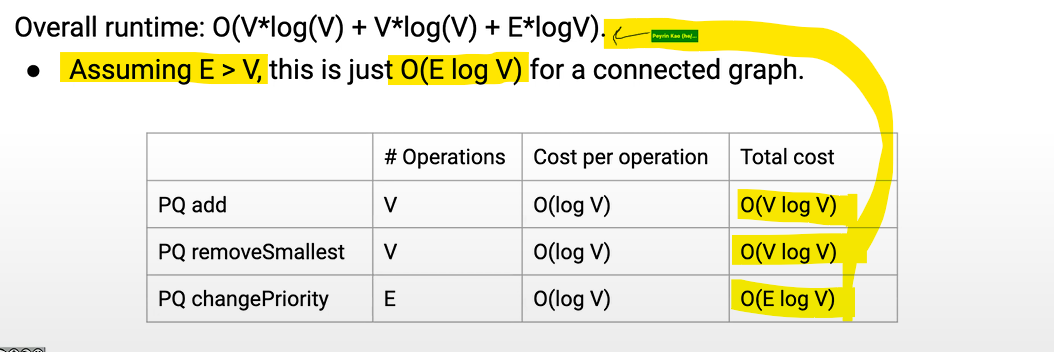 Overall runtime: O(V*log(V) + V*log(V) + E*logV).
Peyrin Kao (he/...
● Assuming E > V, this is just O(E log V) for a connected graph.
# Operations Cost per operation Total cost
PQ add V O(log V) O(V log V)
PQ removeSmallest V O(log V) O(V log V)
PQ changePriority E O(log V) O(E log V)